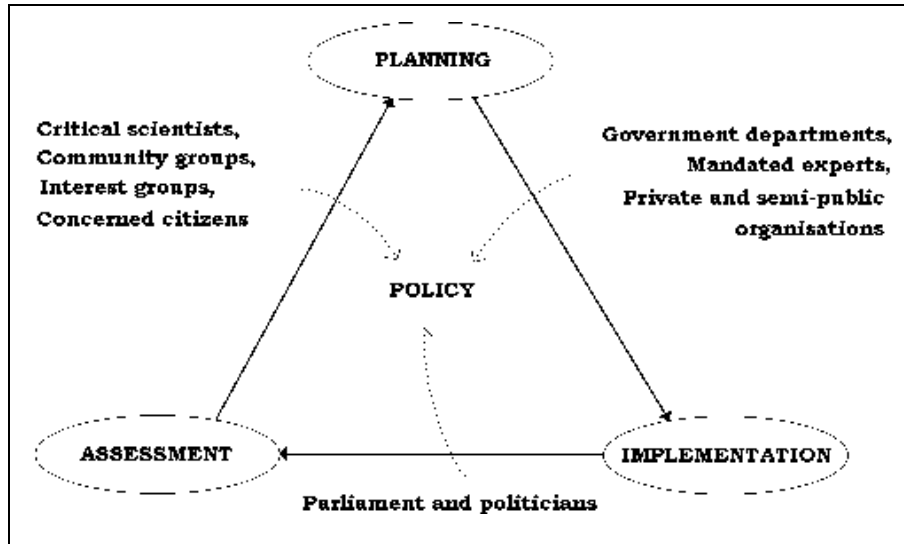 PLANNING
Critical scientists,
Community groups,
Interest groups,
Concerned citizens
Government departments,
Mandated experts,
Private and semi-public
organisations
POLICY
ASSESSMENT
IMPLEMENTATION
Parliament and politicians